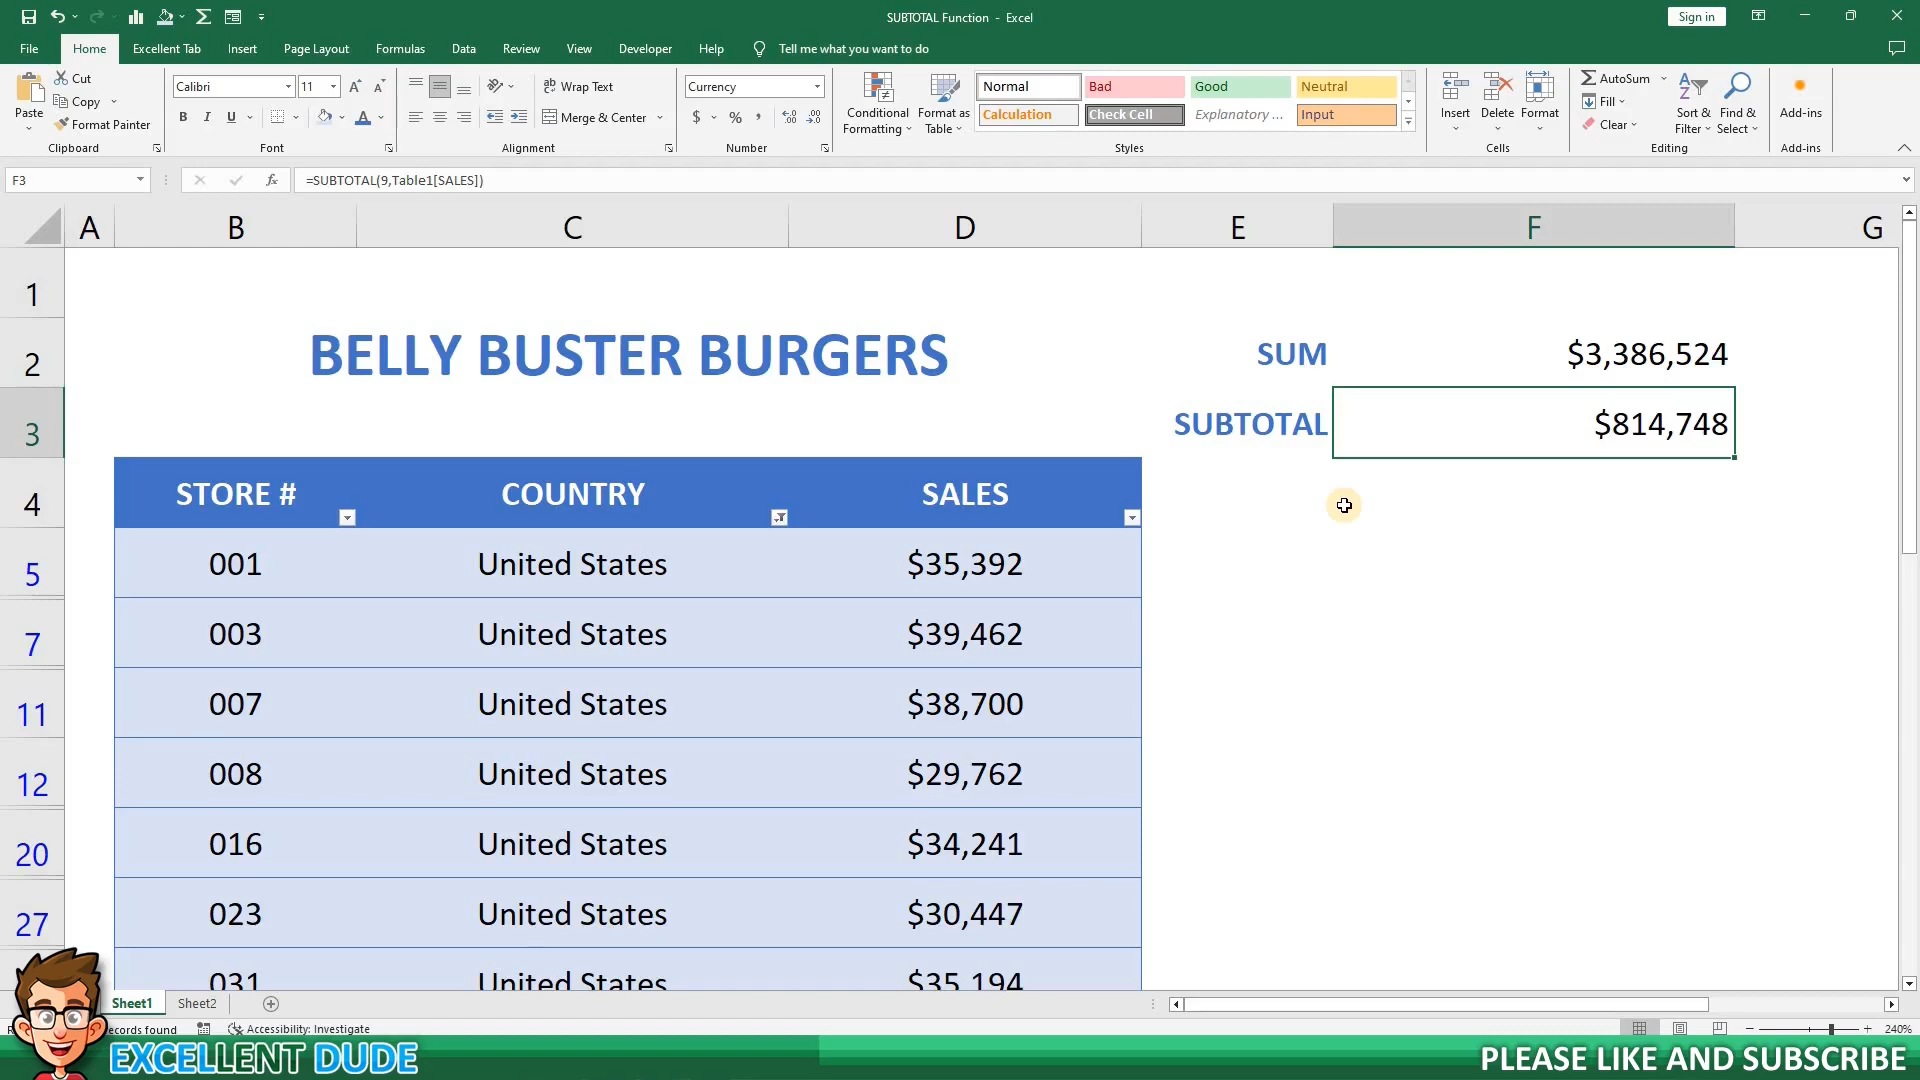 SUBTOTAL Function - Excel
Sign in
File Home Excellent Tab Insert Page Layout Formulas Data Review View Developer Help Tell me what you want to do
Paste
Cut
Copy
Format Painter
Clipboard
Calibri 11
B I U
Font
Wrap Text
Merge & Center
Alignment
Currency
$ % ,
Number
Conditional Formatting
Format as Table
Normal Bad Good Neutral
Calculation Check Cell Explanatory ... Input
Styles
Insert Delete Format
Cells
AutoSum
Fill
Clear
Sort & Filter
Find & Select
Editing
Add-ins
Add-ins
F3 =SUBTOTAL(9,Table1[SALES])
A B C D E F G
1
2 BELLY BUSTER BURGERS SUM $3,386,524
3 SUBTOTAL $814,748
4 STORE # COUNTRY SALES
5 001 United States $35,392
7 003 United States $39,462
11 007 United States $38,700
12 008 United States $29,762
20 016 United States $34,241
27 023 United States $30,447
031 United States $35,194
Sheet1 Sheet2
ecords found Accessibility: Investigate 240%
EXCELLENT DUDE
PLEASE LIKE AND SUBSCRIBE